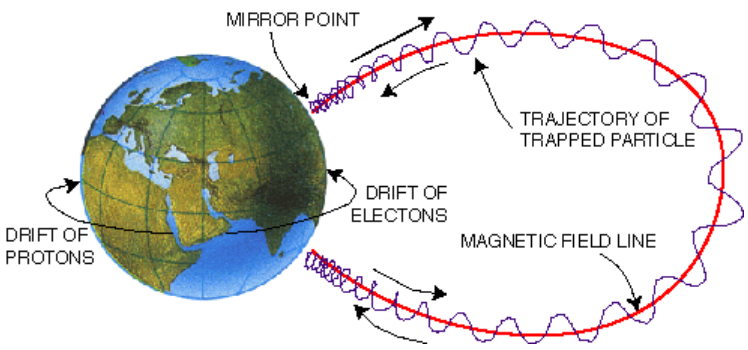 MIRROR POINT
TRAJECTORY OF
TRAPPED PARTICLE
DRIFT OF
ELECTONS
DRIFT OF
PROTONS
MAGNETIC FIELD LINE